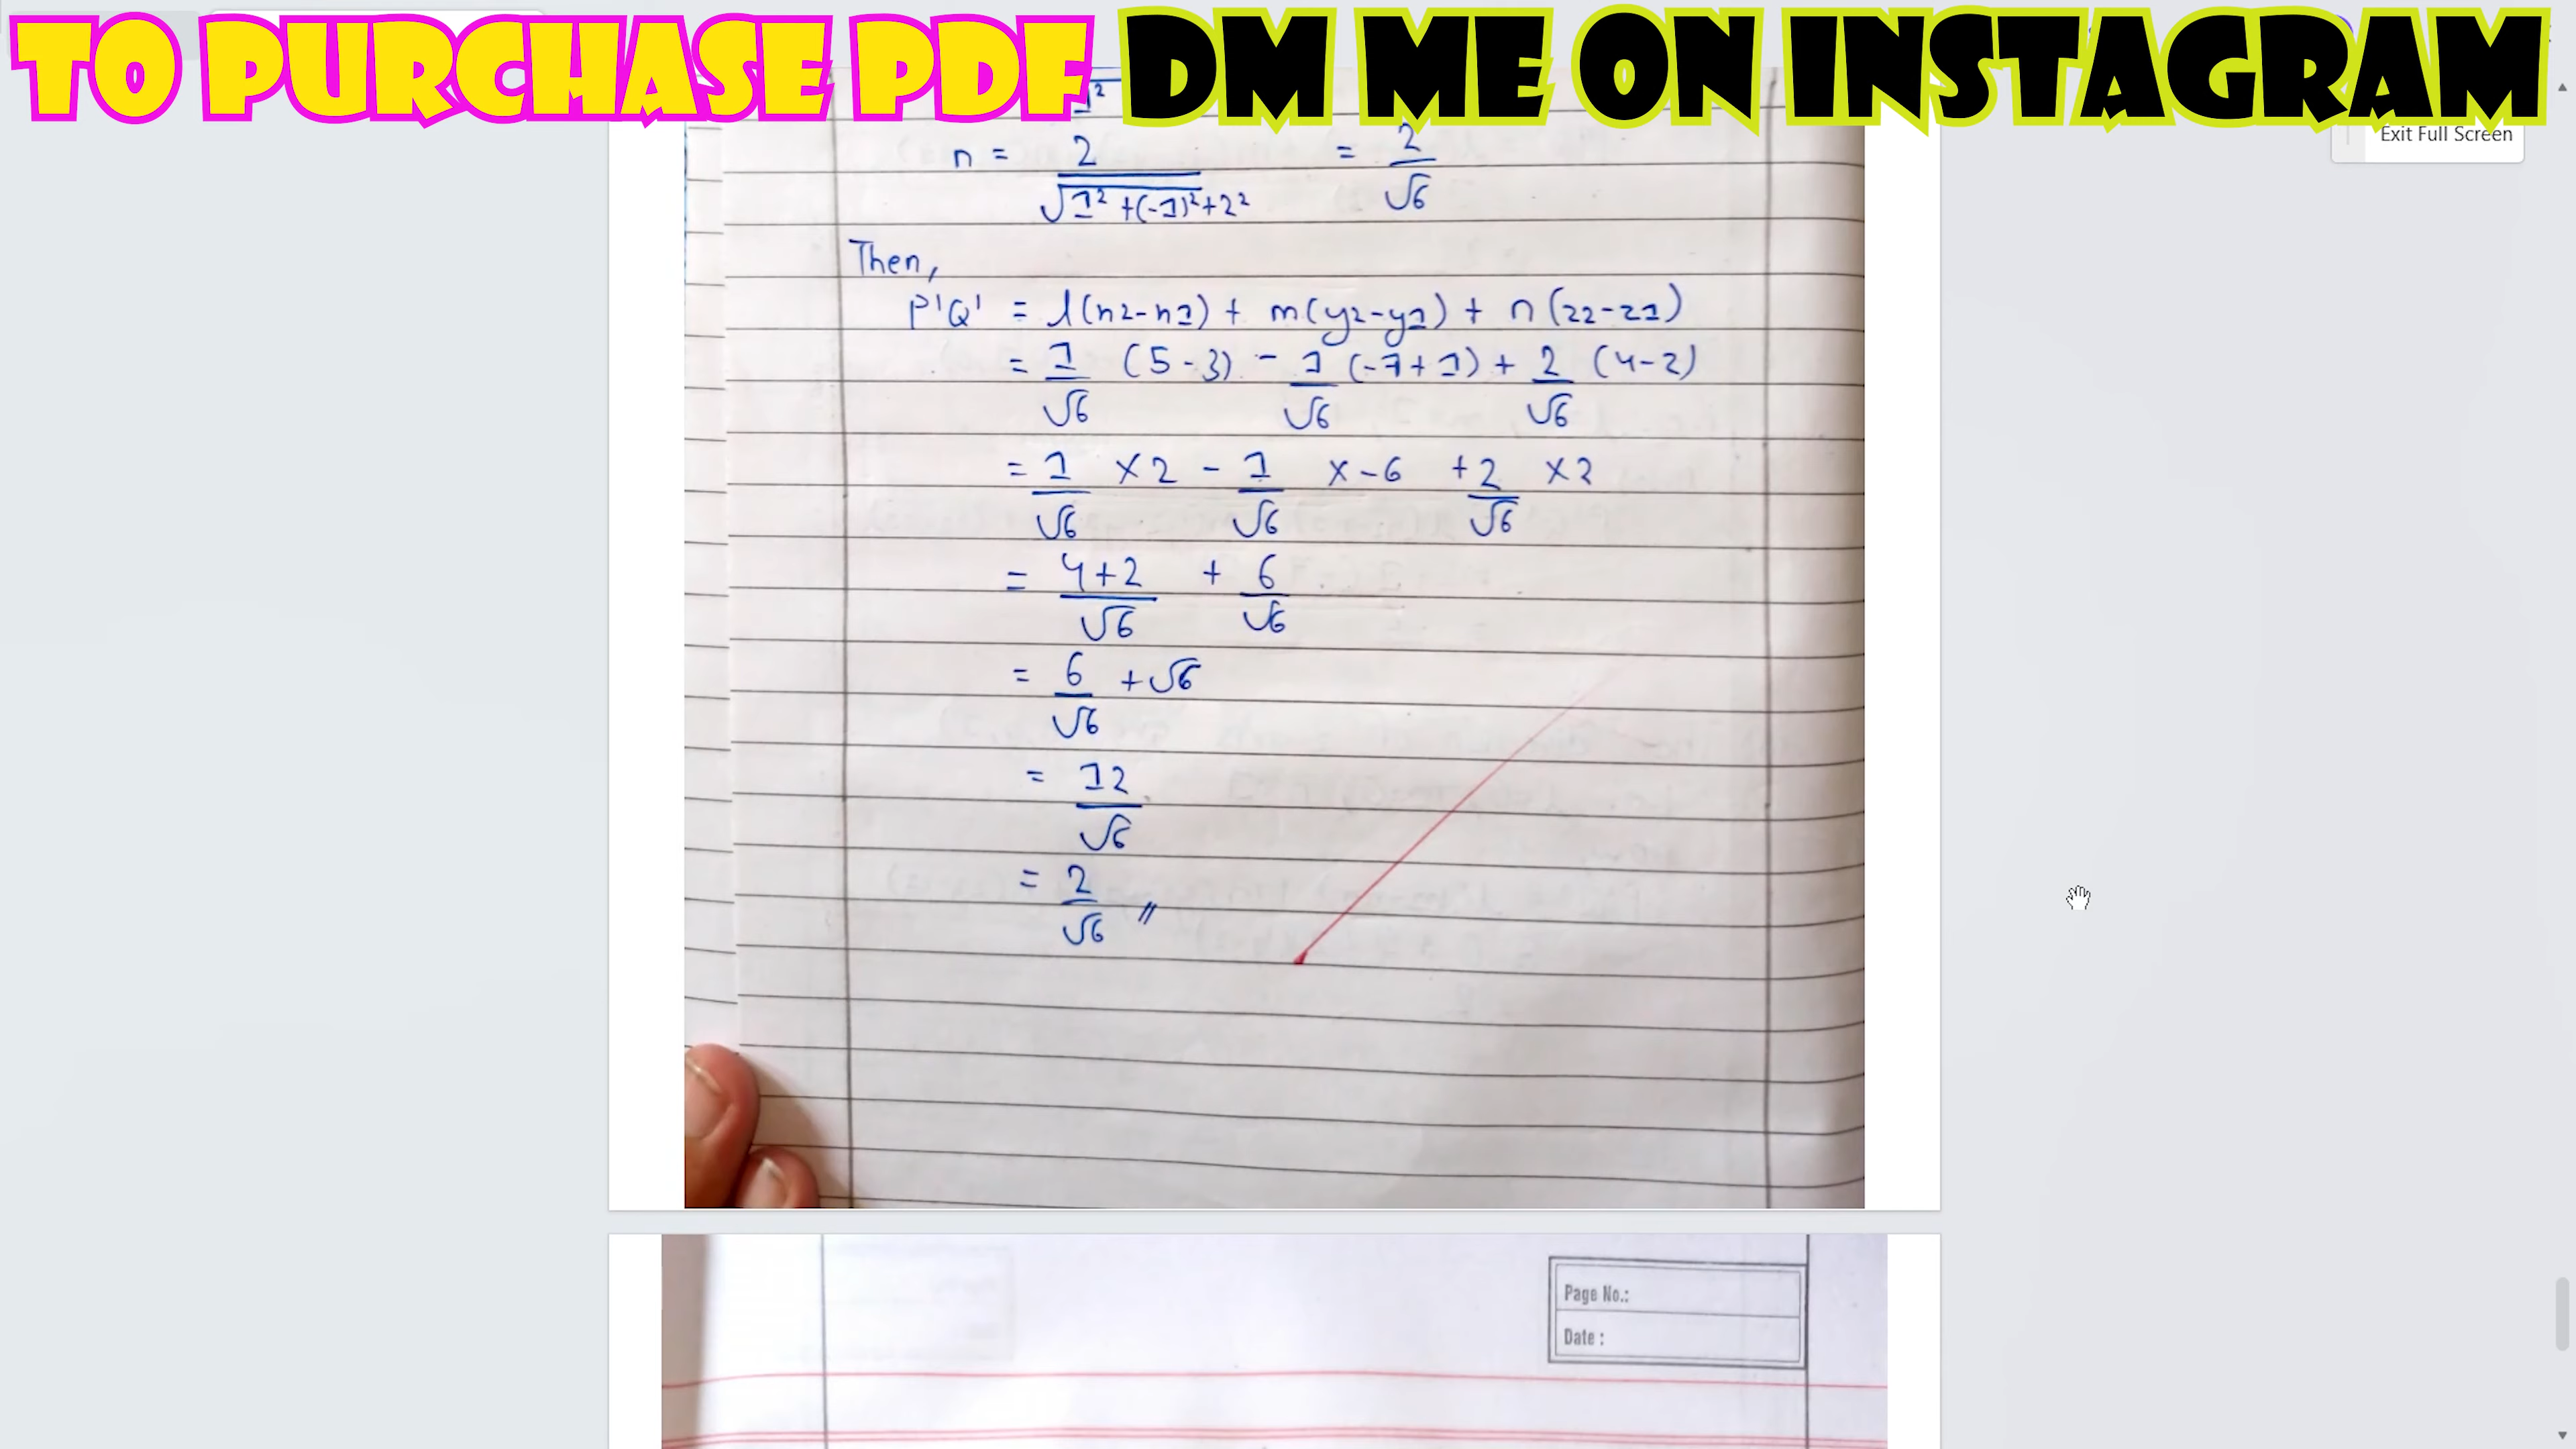 TO PURCHASE PDF DM ME ON INSTAGRAM
Exit Full Screen
n = 2/√1²+(-1)²+2² = 2/√6
Then,
P'Q' = l(x2-x1) + m(y2-y1) + n(z2-z1)
= 1/√6 (5-3) - 1/√6 (-7+1) + 2/√6 (4-2)
= 1/√6 × 2 - 1/√6 × -6 + 2/√6 × 2
= 4+2/√6 + 6/√6
= 6/√6 + √6
= 12/√6
= 2/√6 //
Page No.:
Date :